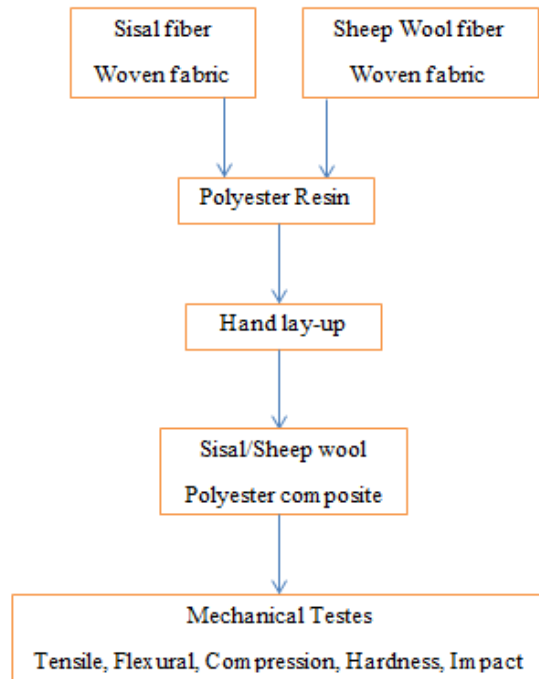 Sisal fiber
Woven fabric
Sheep Wool fiber
Woven fabric
Polyester Resin
Hand lay-up
Sisal/Sheep wool
Polyester composite
Mechanical Testes
Tensile, Flexural, Compression, Hardness, Impact